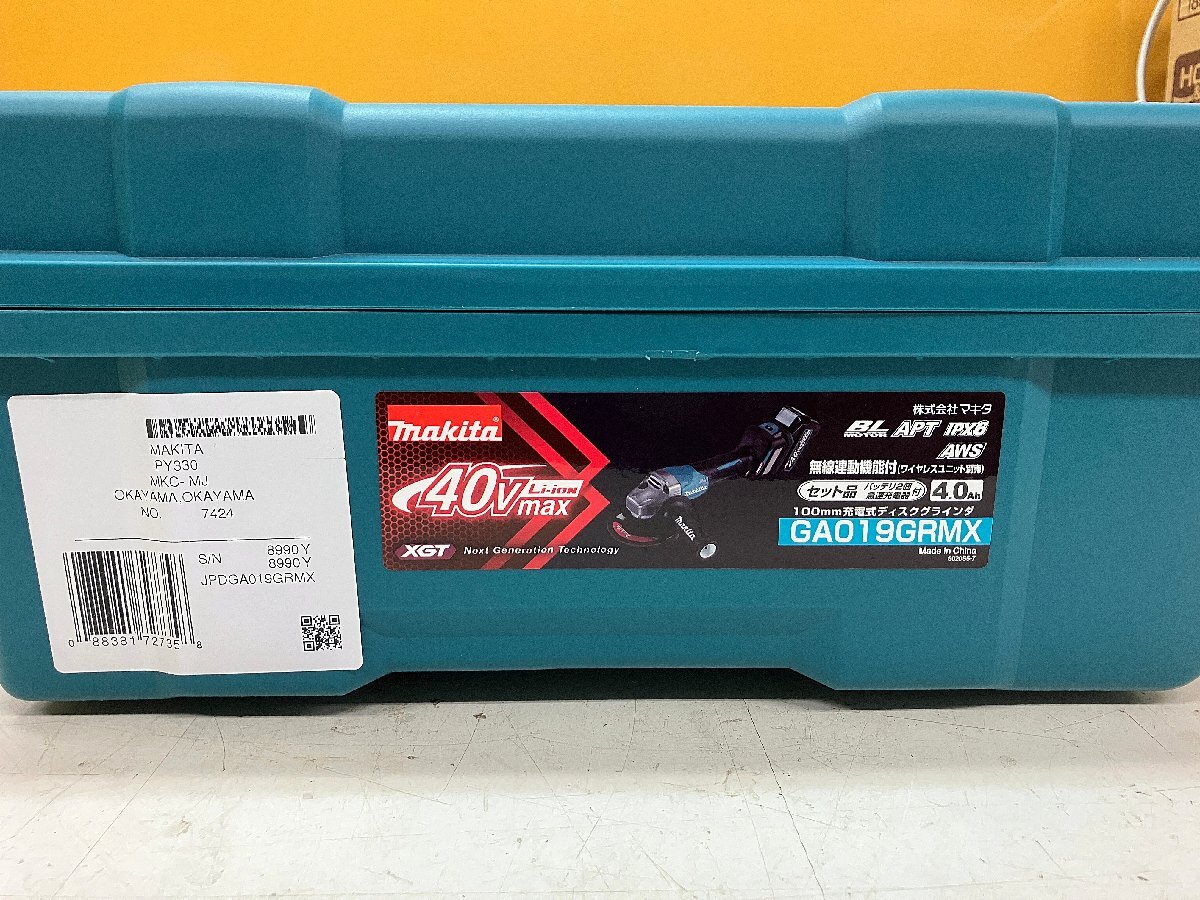 HO
MAKITA
PY330
MKC- MJ
OKAYAMA,OKAYAMA
NO. 7424
S/N 8990Y
8990Y
JPDGA019GRMX
0 88381 72735 8
makita
40Vmax Li-ion
XGT Next Generation Technology
株式会社マキタ
BL MOTOR APT IPX6
AWS
無線連動機能付(ワイヤレスユニット別売)
セット品 バッテリ2個 急速充電器 付 4.0Ah
100mm充電式ディスクグラインダ
GA019GRMX
Made in China